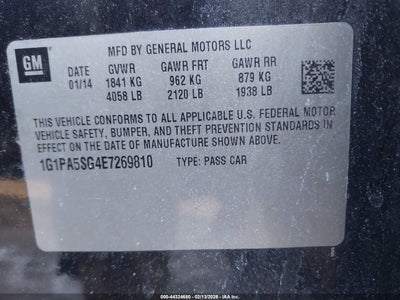 GM
MFD BY GENERAL MOTORS LLC
DATE GVWR GAWR FRT GAWR RR
01/14 1841 KG 962 KG 879 KG
4058 LB 2120 LB 1938 LB
THIS VEHICLE CONFORMS TO ALL APPLICABLE U.S. FEDERAL MOTOR
VEHICLE SAFETY, BUMPER, AND THEFT PREVENTION STANDARDS IN
EFFECT ON THE DATE OF MANUFACTURE SHOWN ABOVE.
1G1PA5SG4E7269810 TYPE: PASS CAR
000-44324680 - 02/13/2026 - IAAI.COM